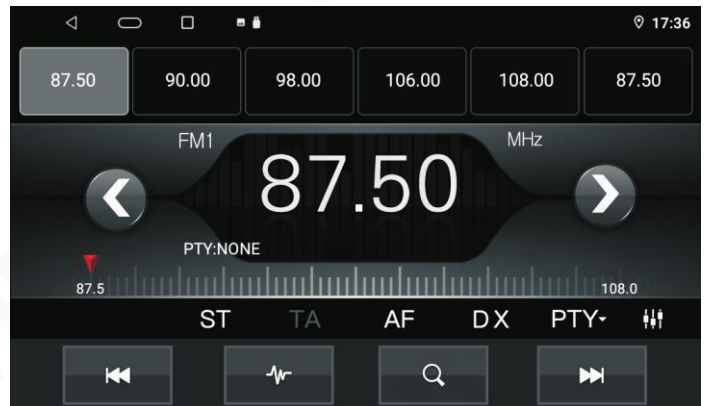 17:36
87.50 90.00 98.00 106.00 108.00 87.50
FM1 MHz
87.50
PTY:NONE
87.5 108.0
ST TA AF DX PTY